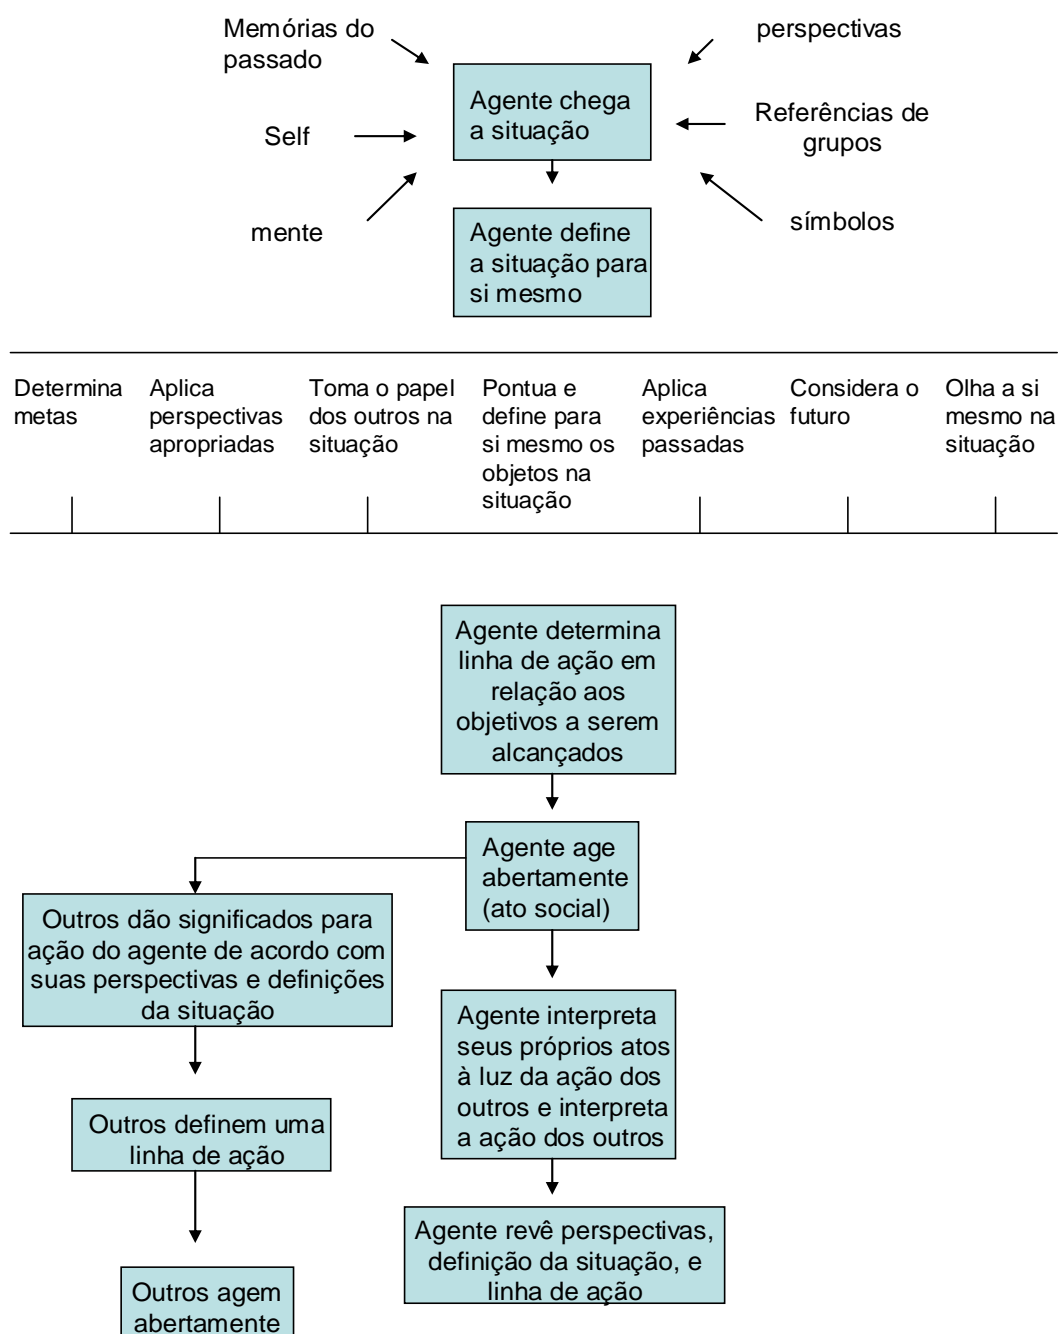 Memórias do
passado
perspectivas
Agente chega
a situação
Self
Referências de
grupos
mente
símbolos
Agente define
a situação para
si mesmo
Determina
metas
Aplica
perspectivas
apropriadas
Toma o papel
dos outros na
situação
Pontua e
define para
si mesmo os
objetos na
situação
Aplica
experiências
passadas
Considera o
futuro
Olha a si
mesmo na
situação
Agente determina
linha de ação em
relação aos
objetivos a serem
alcançados
Agente age
abertamente
(ato social)
Outros dão significados para
ação do agente de acordo com
suas perspectivas e definições
da situação
Agente interpreta
seus próprios atos
à luz da ação dos
outros e interpreta
a ação dos outros
Outros definem uma
linha de ação
Agente revê perspectivas,
definição da situação, e
linha de ação
Outros agem
abertamente